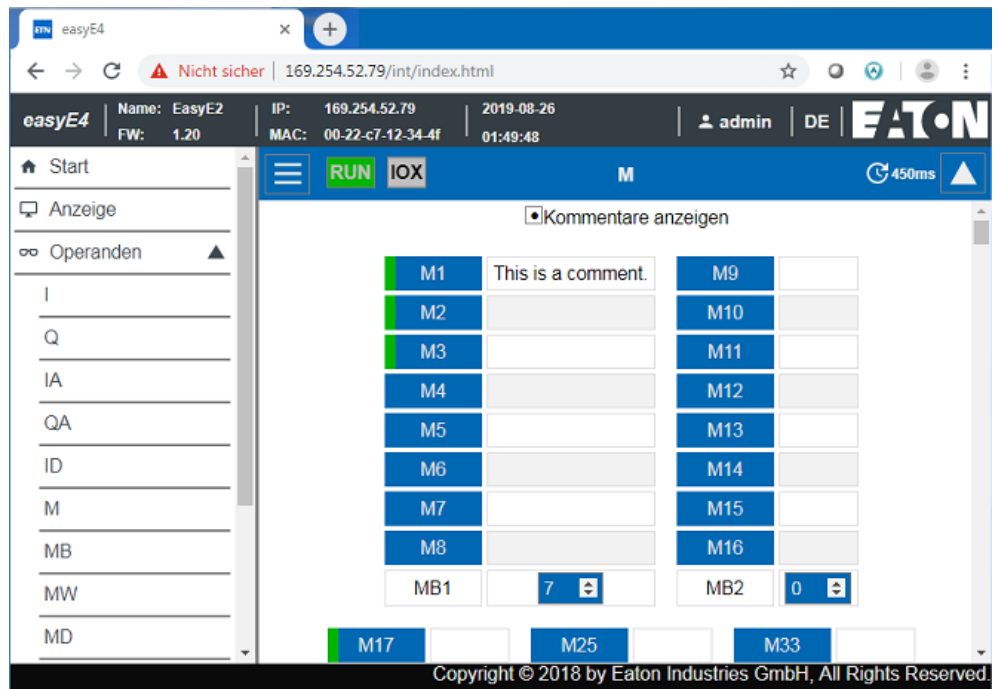 ETN easyE4
Nicht sicher | 169.254.52.79/int/index.html
easyE4 Name: EasyE2 IP: 169.254.52.79 2019-08-26 admin DE EATON
FW: 1.20 MAC: 00-22-c7-12-34-4f 01:49:48
Start
RUN IOX M 450ms
Anzeige
Kommentare anzeigen
Operanden
I
Q
IA
QA
ID
M
MB
MW
MD
M1 This is a comment. M9
M2 M10
M3 M11
M4 M12
M5 M13
M6 M14
M7 M15
M8 M16
MB1 7 MB2 0
M17 M25 M33
Copyright © 2018 by Eaton Industries GmbH, All Rights Reserved.